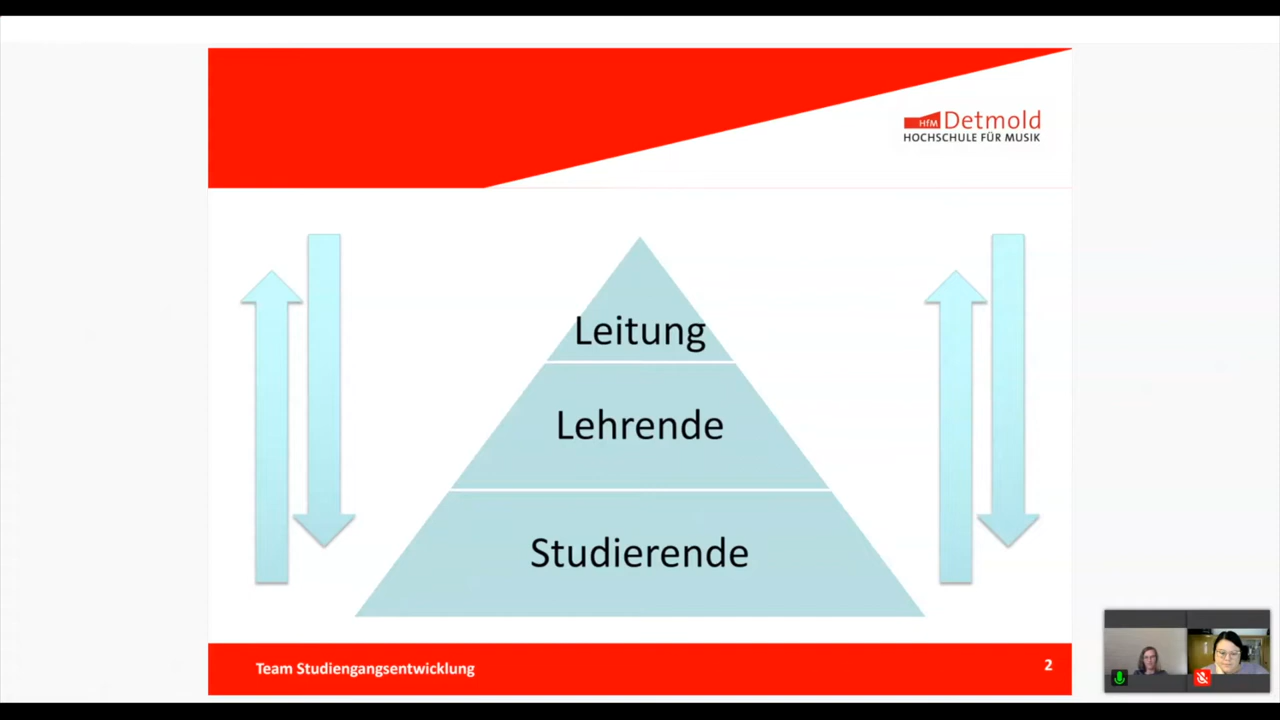 HfM Detmold
HOCHSCHULE FÜR MUSIK
Leitung
Lehrende
Studierende
Team Studiengangsentwicklung
2